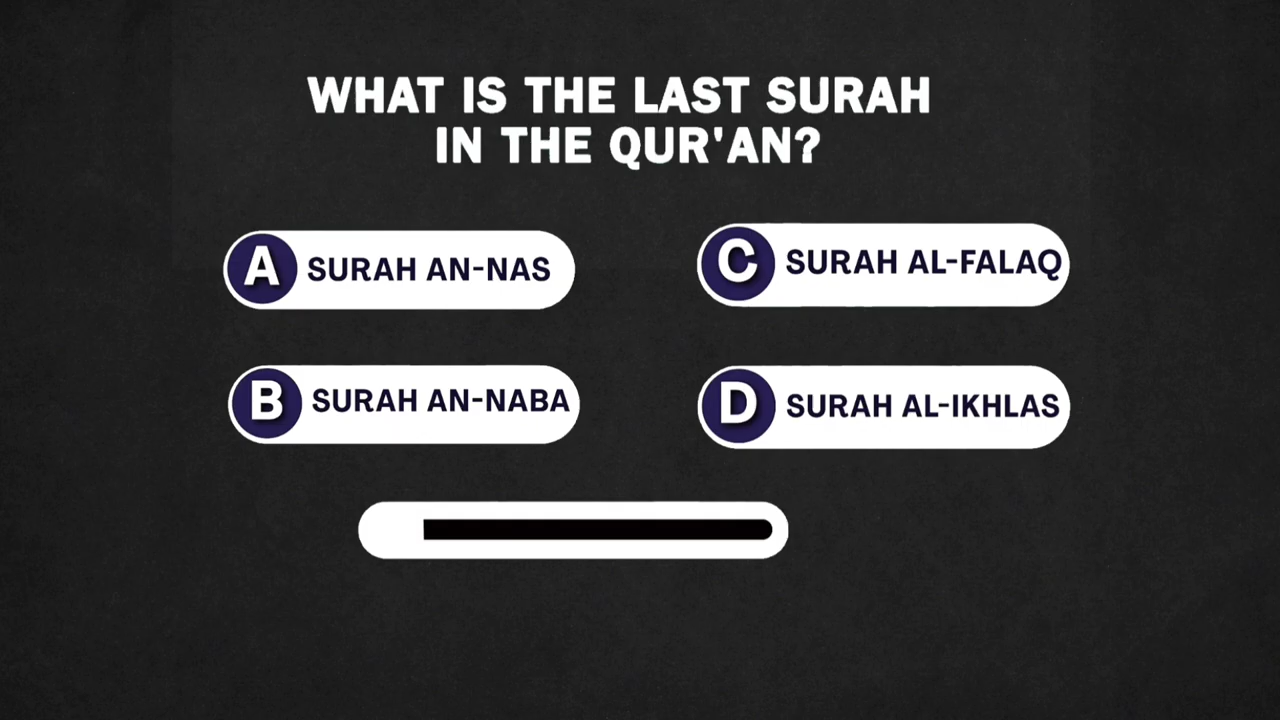 WHAT IS THE LAST SURAH
IN THE QUR'AN?
A SURAH AN-NAS
C SURAH AL-FALAQ
B SURAH AN-NABA
D SURAH AL-IKHLAS